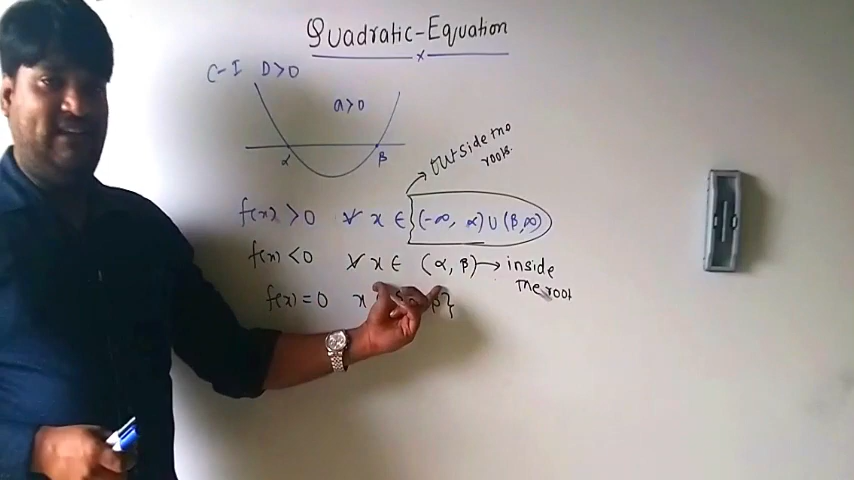 Quadratic-Equation
x
C-I D>0
a>0
α β
outside the
roots.
f(x) >0 ∀ x ∈ (-∞, α) ∪ (β,∞)
f(x) <0 ∀ x ∈ (α, β) → inside
the root
f(x) = 0 x β}